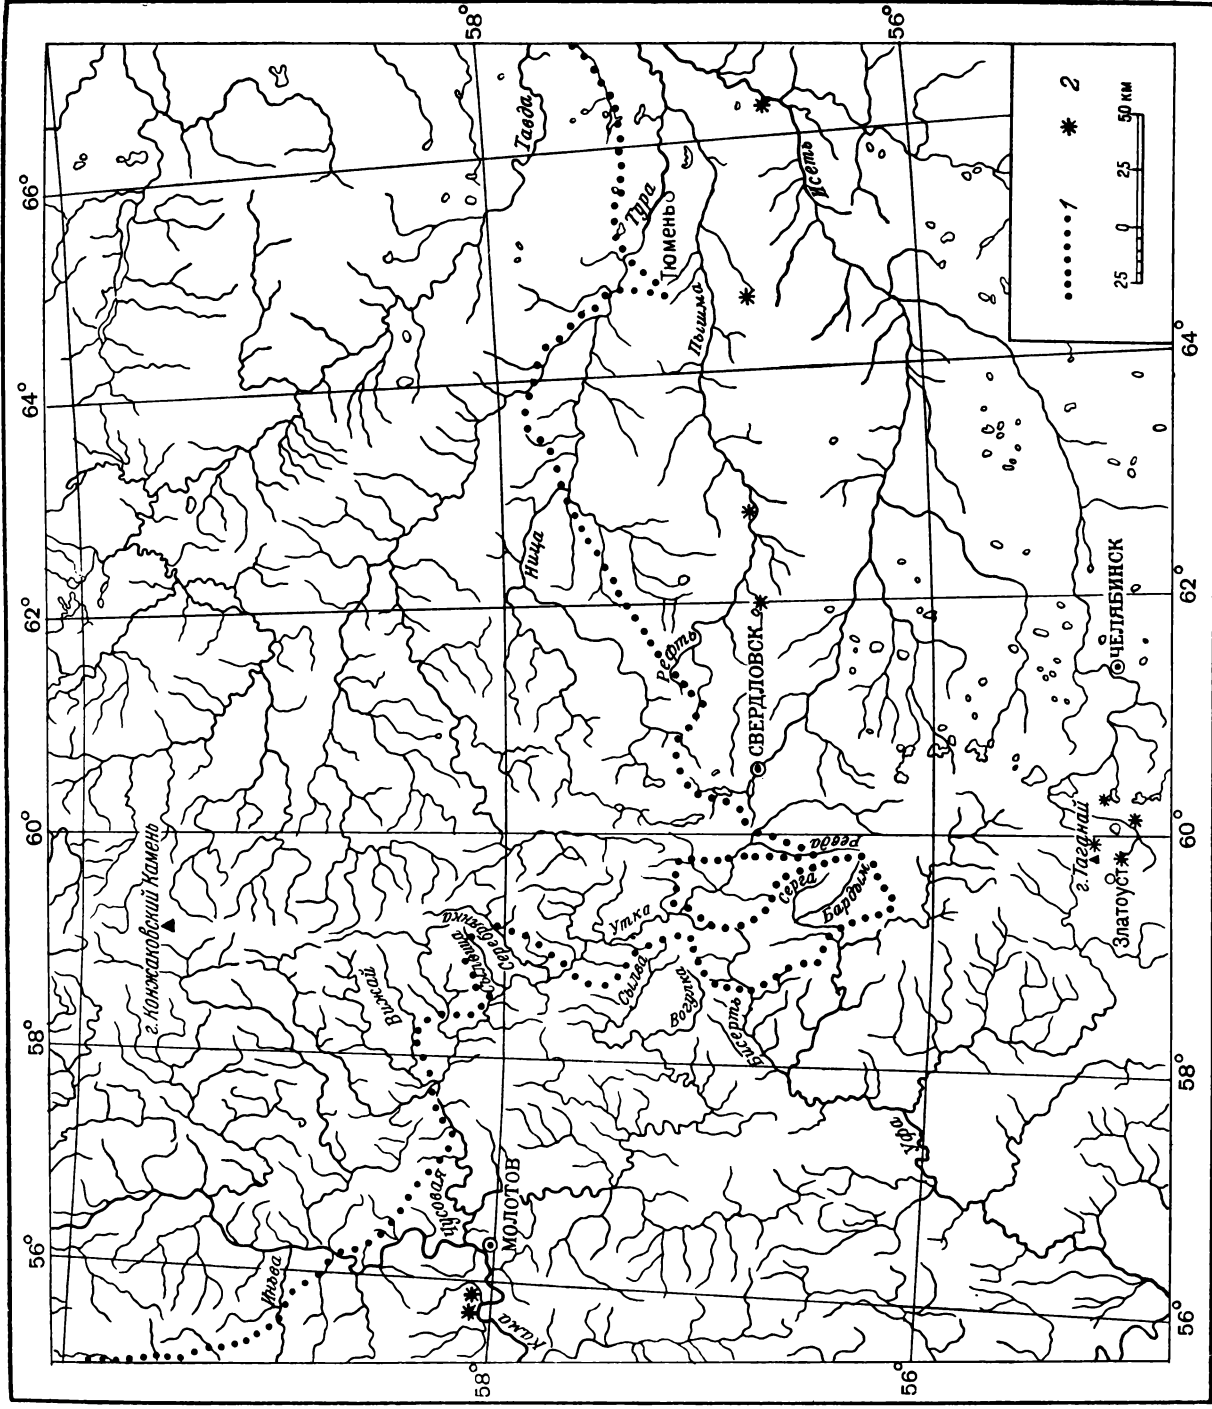 56°
58°
60°
62°
64°
66°
г. Конжаковский Камень
Иньва
Вижай
Чусовая
Сылвица
Серебрянка
МОЛОТОВ
Кама
58°
58°
Тавда
Ница
Тура
Тюмень
Утка
Сылва
Вогулка
Бисерть
Серга
Бардым
Ревда
Рефть
СВЕРДЛОВСК
Пышма
Исеть
Уфа
56°
56°
г. Таганай
Златоуст
ЧЕЛЯБИНСК
1
2
25 0 25 50 км
56°
58°
60°
62°
64°